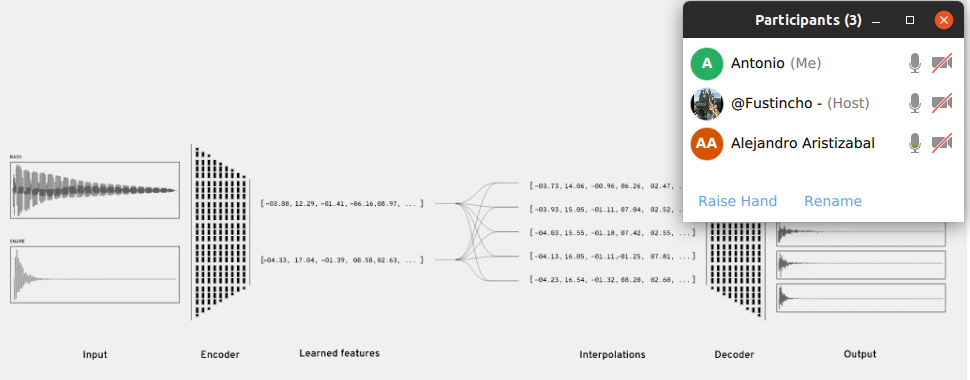 Participants (3)
A Antonio (Me)
@Fustincho - (Host)
AA Alejandro Aristizabal
Raise Hand Rename
BASS
SNARE
[-03.88, 12.29, -01.41, -06.16, 08.97, ... ]
[-04.33, 17.04, -01.39, 08.58, 02.63, ... ]
[-03.73, 14.06, -00.96, 06.26, 02.47, .
[-03.93, 15.05, -01.11, 07.04, 02.52, ..
[-04.03, 15.55, -01.18, 07.42, 02.55, ...]
[-04.13, 16.05, -01.11, -01.25, 07.81, ...]
[-04.23, 16.54, -01.32, 08.20, 02.60, ...]
Input Encoder Learned features Interpolations Decoder Output